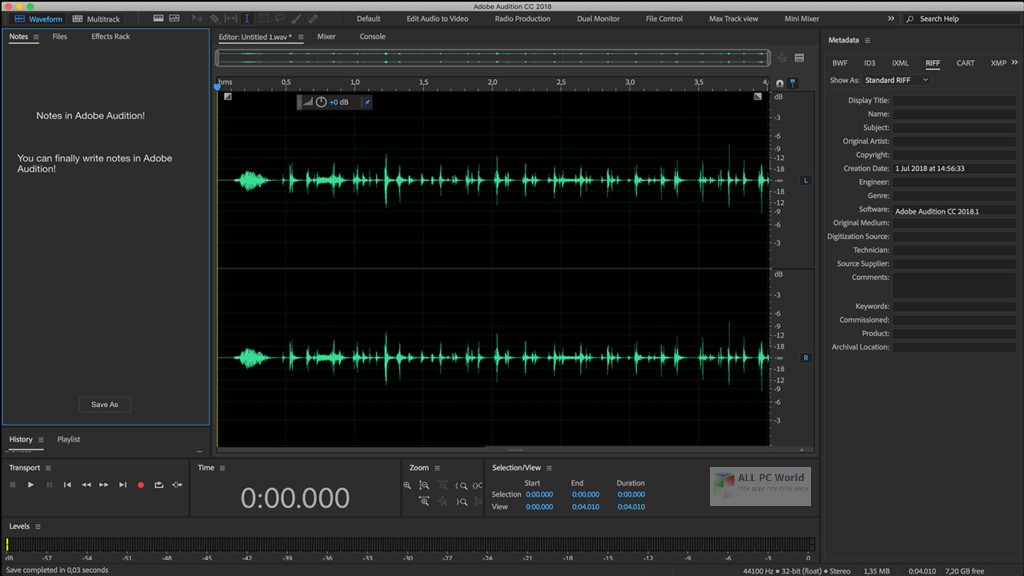 Adobe Audition CC 2018
Waveform
Multitrack
Default
Edit Audio to Video
Radio Production
Dual Monitor
File Control
Max Track view
Mini Mixer
Search Help
Notes
Files
Effects Rack
Notes in Adobe Audition!
You can finally write notes in Adobe
Audition!
Save As
History
Playlist
Editor: Untitled 1.wav *
Mixer
Console
hms
0,5
1,0
1,5
2,0
2,5
3,0
3,5
4,
+0 dB
dB
-3
-6
-9
-12
-18
-∞
-18
-12
-9
-6
-3
L
dB
-3
-6
-9
-12
-18
-∞
-18
-12
-9
-6
-3
R
Metadata
BWF
ID3
iXML
RIFF
CART
XMP
Show As: Standard RIFF
Display Title:
Name:
Subject:
Original Artist:
Copyright:
Creation Date: 1 Jul 2018 at 14:56:33
Engineer:
Genre:
Software: Adobe Audition CC 2018.1
Original Medium:
Digitization Source:
Technician:
Source Supplier:
Comments:
Keywords:
Commissioned:
Product:
Archival Location:
Transport
Time
0:00.000
Zoom
Selection/View
Start
End
Duration
Selection 0:00.000 0:00.000 0:00.000
View 0:00.000 0:04.010 0:04.010
ALL PC World
Levels
dB
-57
-54
-51
-48
-45
-42
-39
-36
-33
-30
-27
-24
-21
-18
-15
-12
-9
-6
-3
0
Save completed in 0,03 seconds
44100 Hz • 32-bit (float) • Stereo
1,35 MB
0:04.010
7,20 GB free